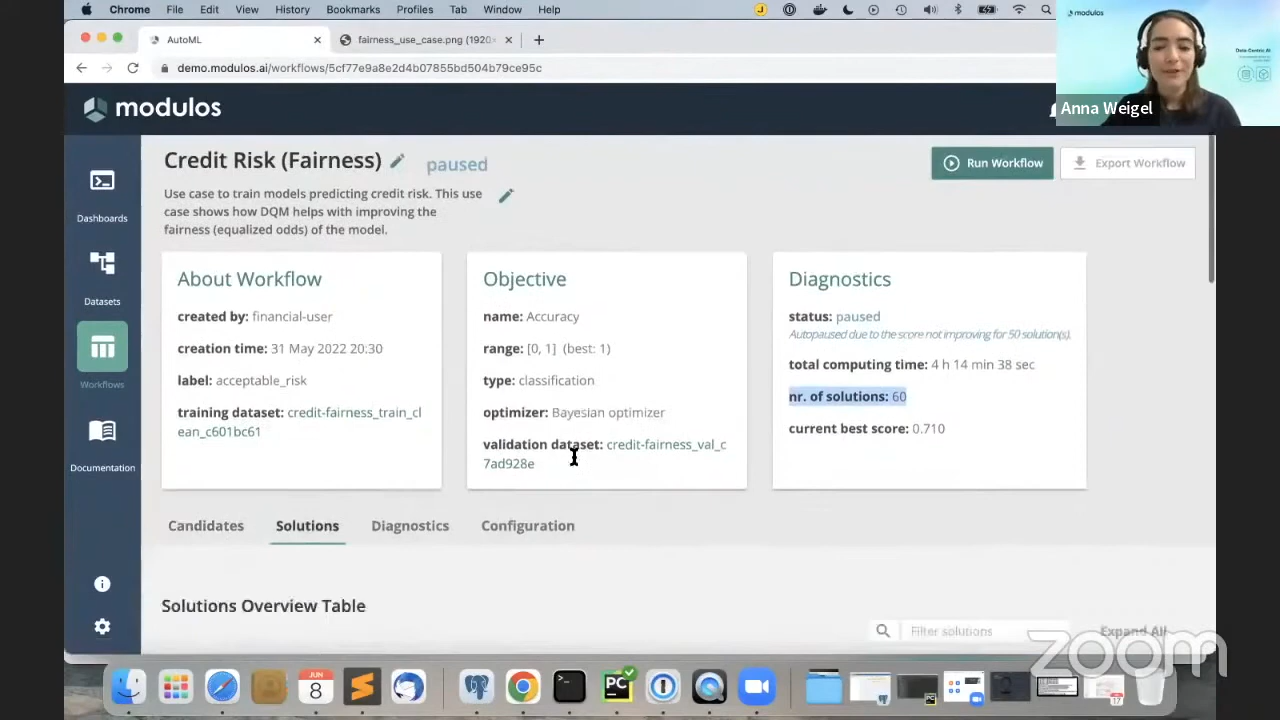 Chrome File Edit View History Bookmarks Profiles Tab Window Help
AutoML
fairness_use_case.png (1920×
demo.modulos.ai/workflows/5cf77e9a8e2d4b07855bd504b79ce95c
modulos
modulos
Anna Weigel
Credit Risk (Fairness) paused
Run Workflow
Export Workflow
Use case to train models predicting credit risk. This use
case shows how DQM helps with improving the
fairness (equalized odds) of the model.
Dashboards
Datasets
Workflows
Documentation
About Workflow
created by: financial-user
creation time: 31 May 2022 20:30
label: acceptable_risk
training dataset: credit-fairness_train_cl
ean_c601bc61
Objective
name: Accuracy
range: [0, 1] (best: 1)
type: classification
optimizer: Bayesian optimizer
validation dataset: credit-fairness_val_c
7ad928e
Diagnostics
status: paused
Autopaused due to the score not improving for 50 solution(s).
total computing time: 4 h 14 min 38 sec
nr. of solutions: 60
current best score: 0.710
Candidates Solutions Diagnostics Configuration
Solutions Overview Table
Filter solutions
Expand All
zoom
JUN
8
PC
17